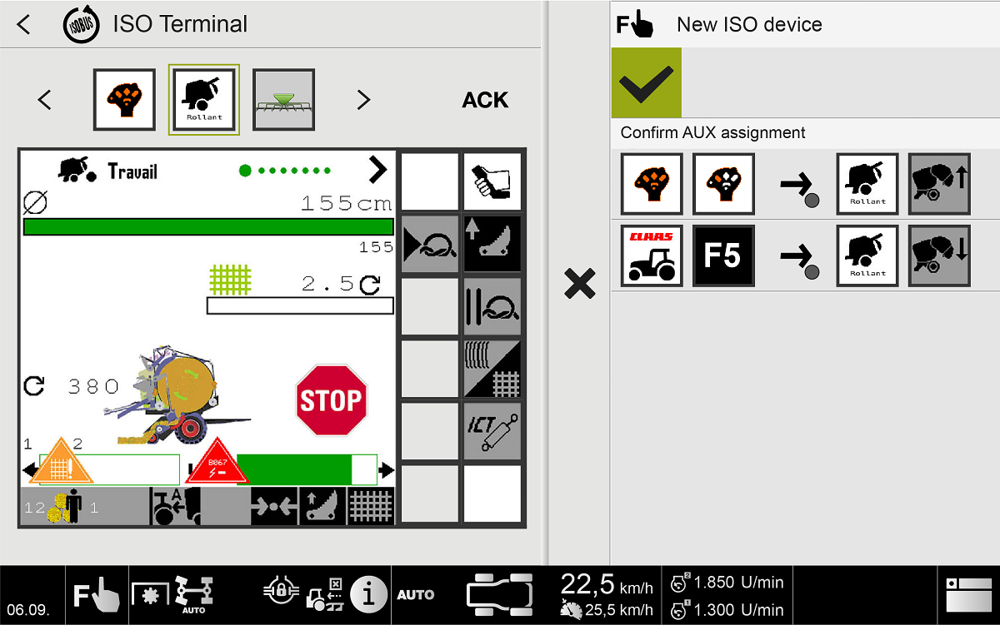 ISOBUS
ISO Terminal
Rollant
ACK
Travail
155cm
155
2.5
380
STOP
1
2
B067
12
1
A
ICT
F
New ISO device
Confirm AUX assignment
Rollant
CLAAS
F5
Rollant
06.09.
F
AUTO
i
AUTO
22,5 km/h
25,5 km/h
2
1.850 U/min
1
1.300 U/min